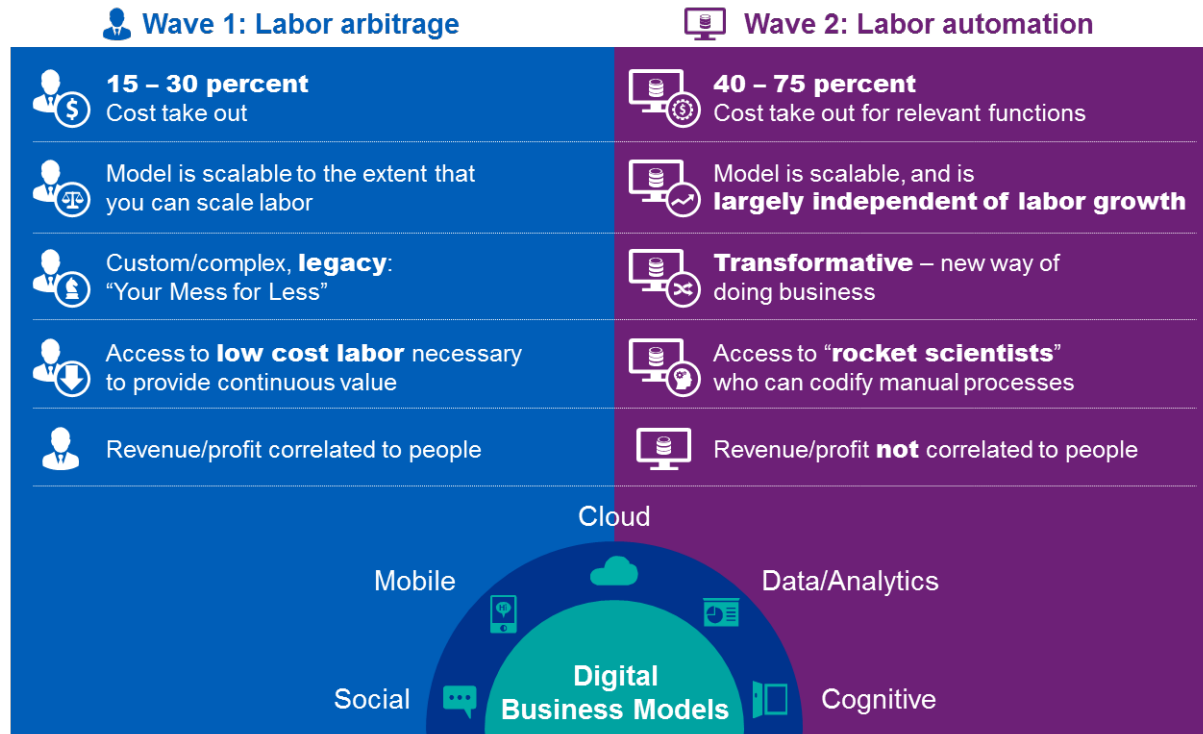 Wave 1: Labor arbitrage
15 – 30 percent
Cost take out
Model is scalable to the extent that
you can scale labor
Custom/complex, legacy:
“Your Mess for Less”
Access to low cost labor necessary
to provide continuous value
Revenue/profit correlated to people
Wave 2: Labor automation
40 – 75 percent
Cost take out for relevant functions
Model is scalable, and is
largely independent of labor growth
Transformative – new way of
doing business
Access to “rocket scientists”
who can codify manual processes
Revenue/profit not correlated to people
Cloud
Mobile
Data/Analytics
Social
Cognitive
Digital
Business Models